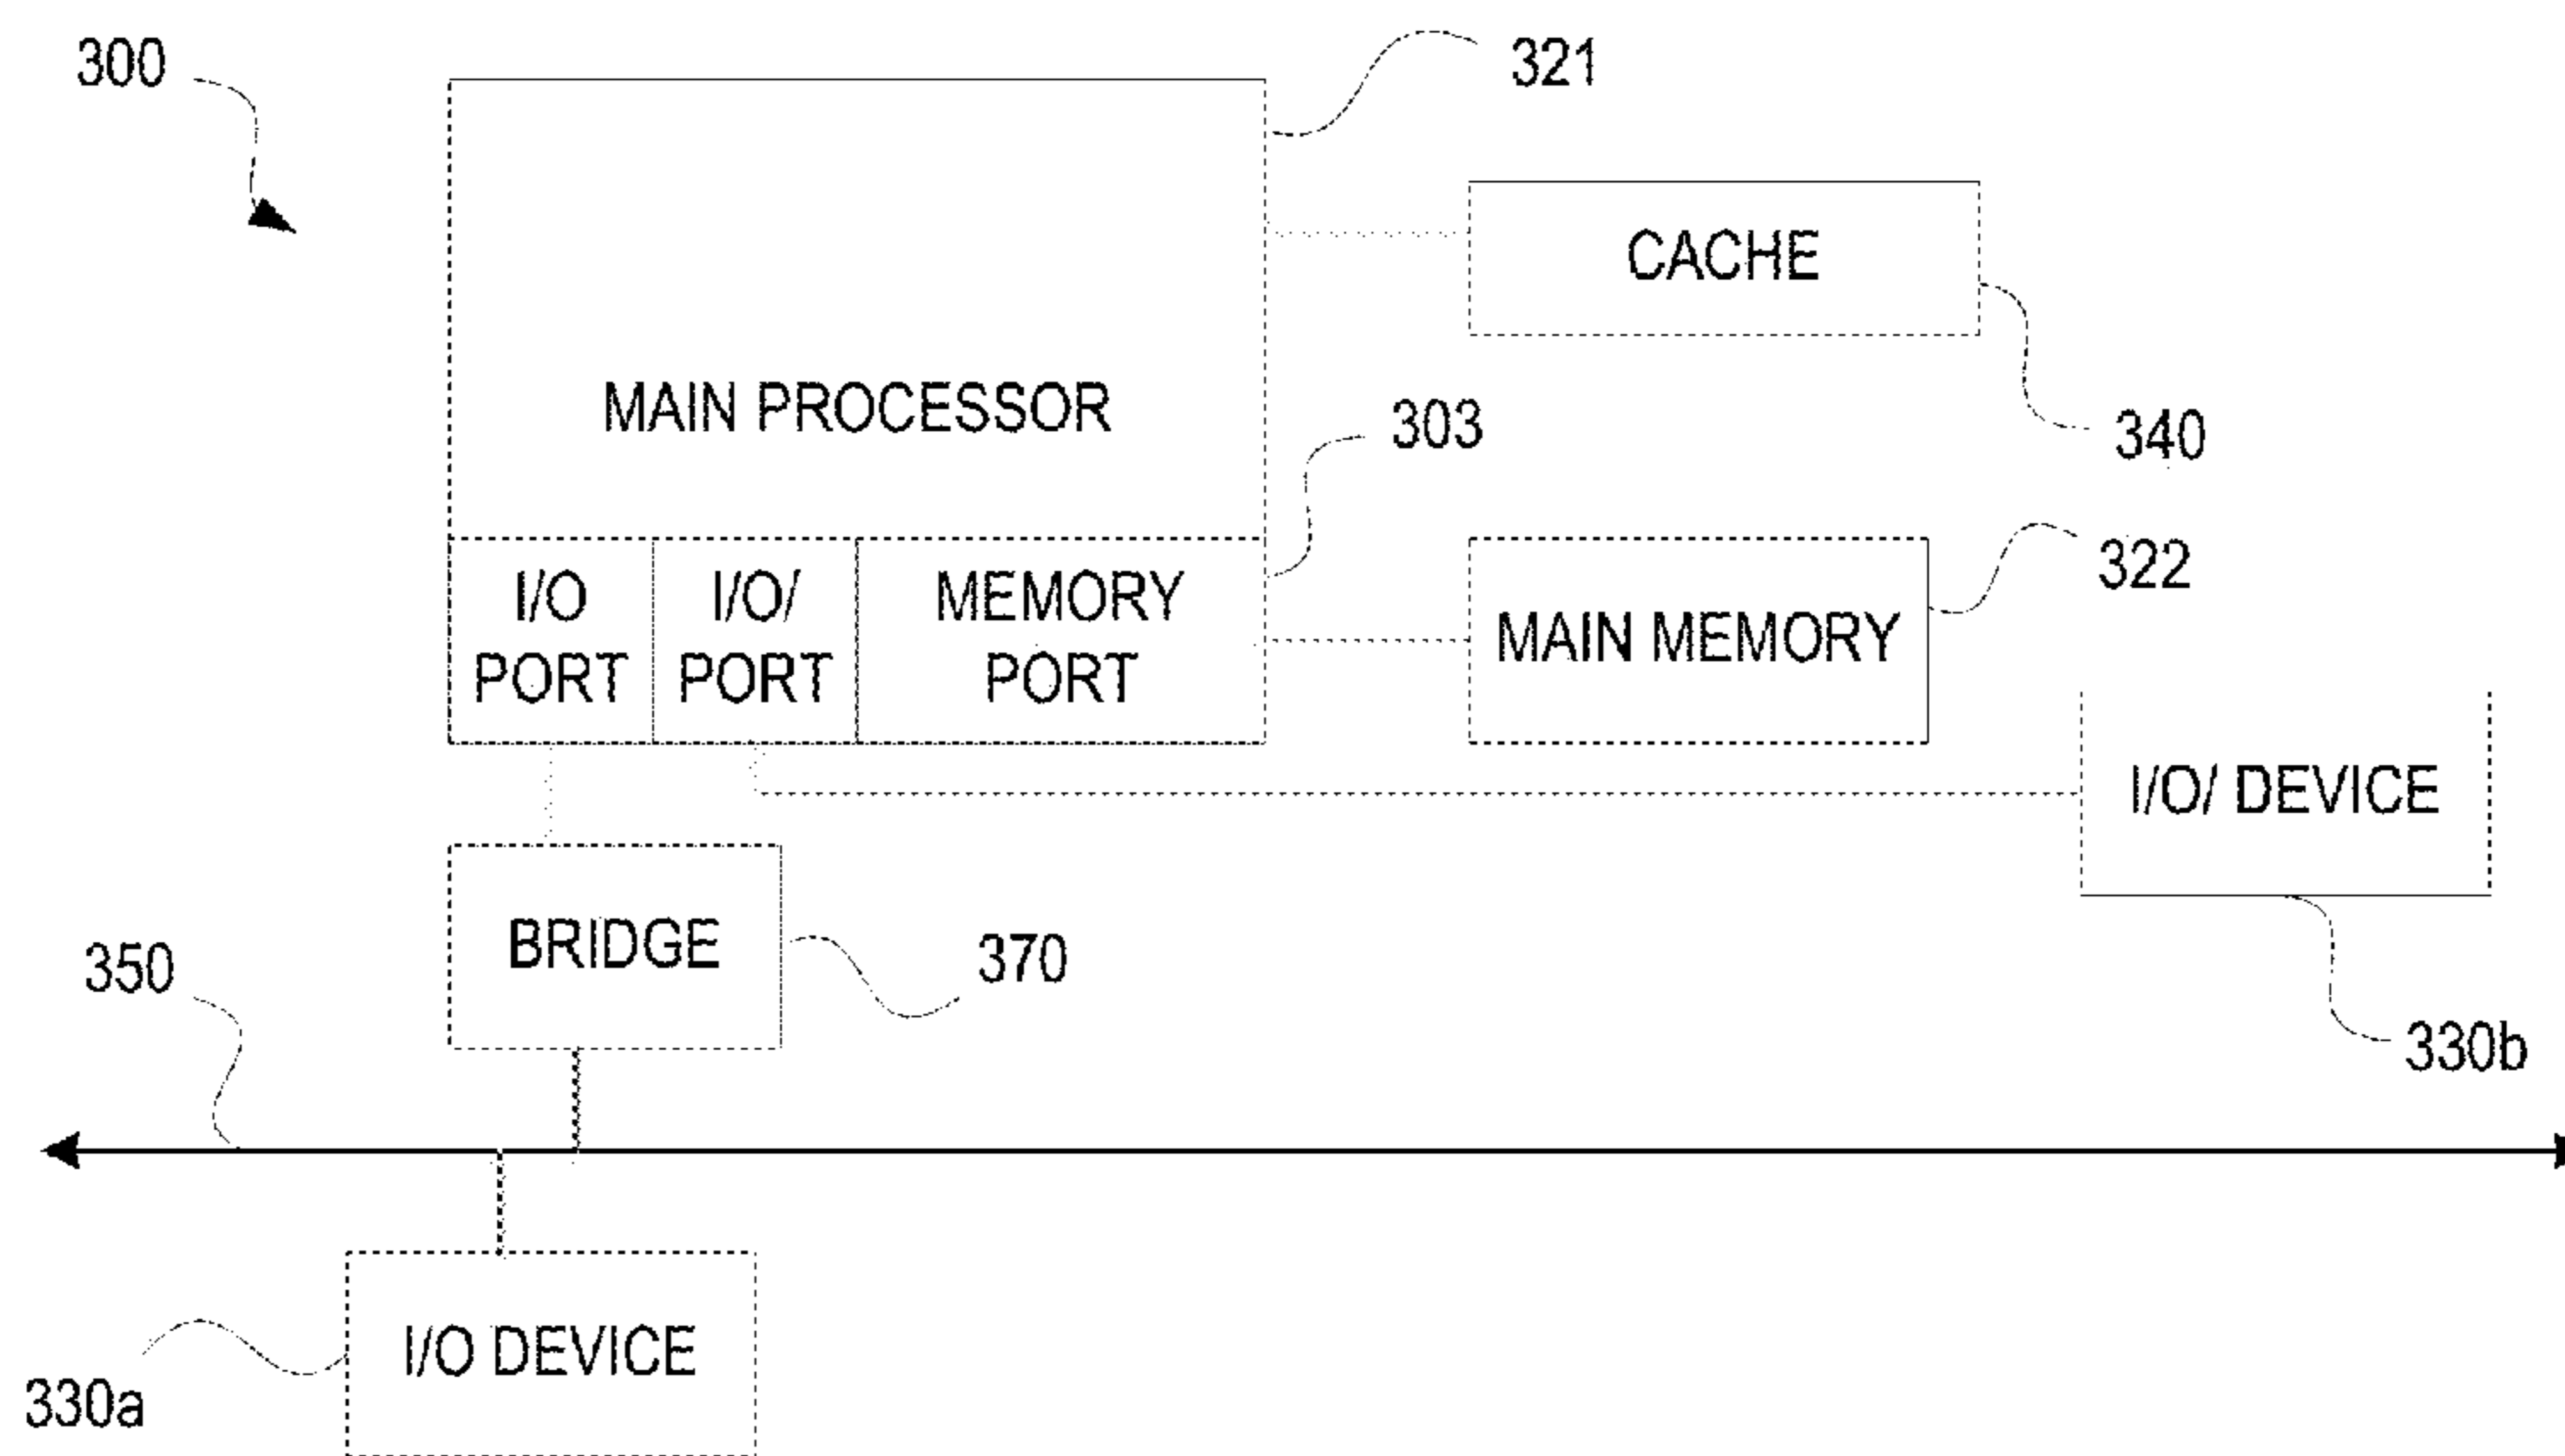 300
321
CACHE
MAIN PROCESSOR
303
340
I/O
PORT
I/O/
PORT
MEMORY
PORT
MAIN MEMORY
322
I/O/ DEVICE
BRIDGE
370
350
330b
I/O DEVICE
330a